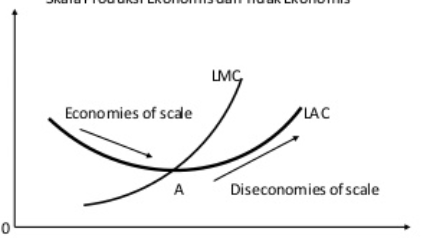 Skala Produksi Ekonomis dan Tidak Ekonomis
LMC
Economies of scale
LAC
A
Diseconomies of scale
0